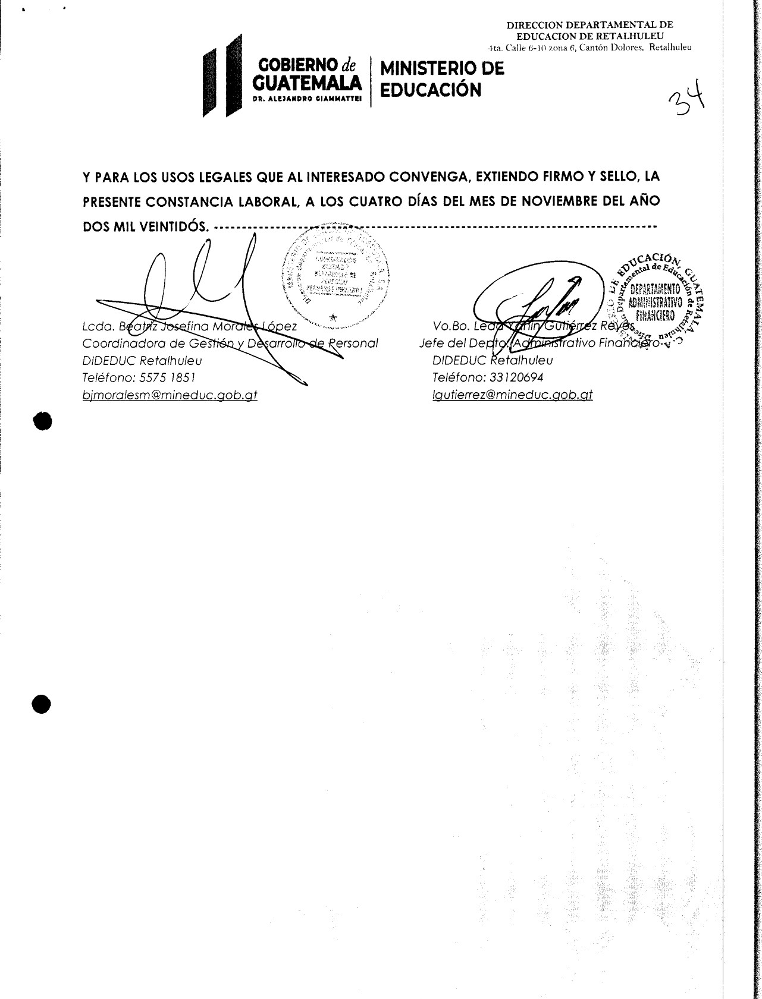 DIRECCION DEPARTAMENTAL DE
EDUCACION DE RETALHULEU
4ta. Calle 6-10 zona 6, Cantón Dolores, Retalhuleu
GOBIERNO de
GUATEMALA
DR. ALEJANDRO GIAMMATTEI
MINISTERIO DE
EDUCACIÓN
34
Y PARA LOS USOS LEGALES QUE AL INTERESADO CONVENGA, EXTIENDO FIRMO Y SELLO, LA
PRESENTE CONSTANCIA LABORAL, A LOS CUATRO DÍAS DEL MES DE NOVIEMBRE DEL AÑO
DOS MIL VEINTIDÓS. --------------------------------------------------------------------------------
Lcda. Beatriz Josefina Morales López
Coordinadora de Gestión y Desarrollo de Personal
DIDEDUC Retalhuleu
Teléfono: 5575 1851
bjmoralesm@mineduc.gob.gt
DE EDUCACIÓN, GUATEMALA, C. A.
Departamental de Educación de Retalhuleu
DEPARTAMENTO
ADMINISTRATIVO
FINANCIERO
Vo.Bo. Gutiérrez Reyes
Jefe del Depto. Administrativo Financiero
DIDEDUC Retalhuleu
Teléfono: 33120694
lgutierrez@mineduc.gob.gt